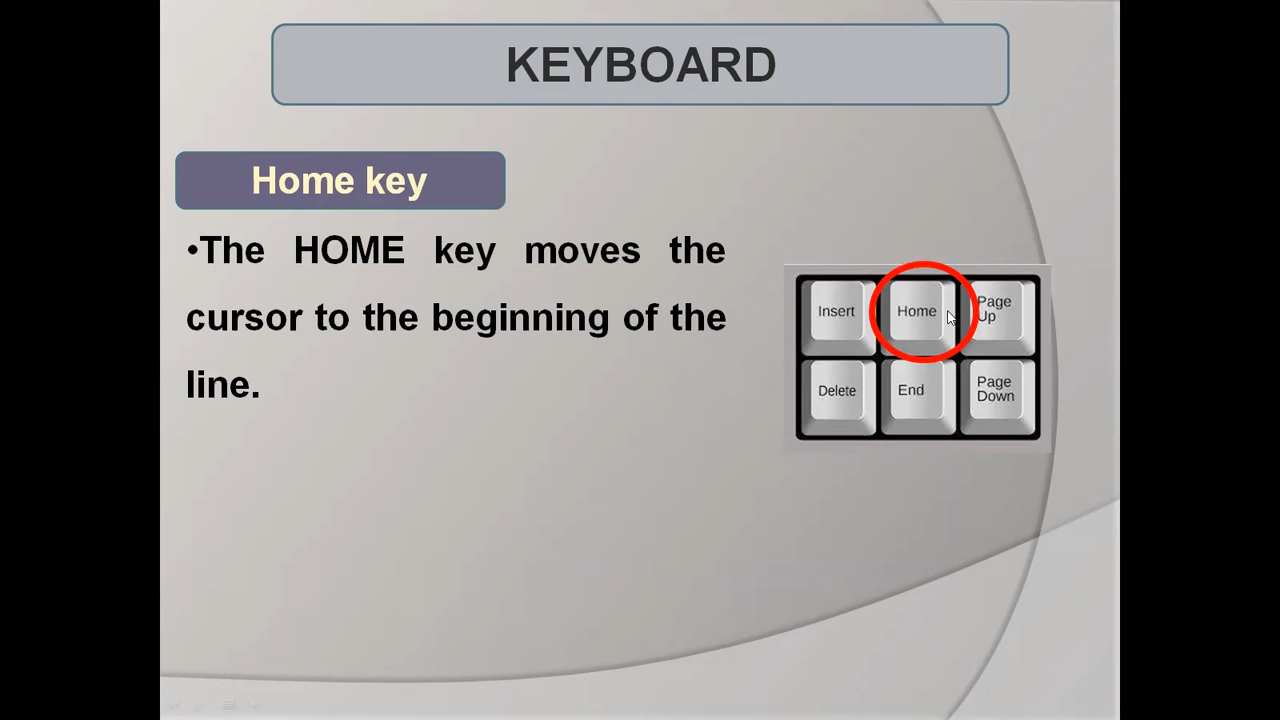 KEYBOARD
Home key
•The HOME key moves the
cursor to the beginning of the
line.
Insert
Home
Page
Up
Delete
End
Page
Down